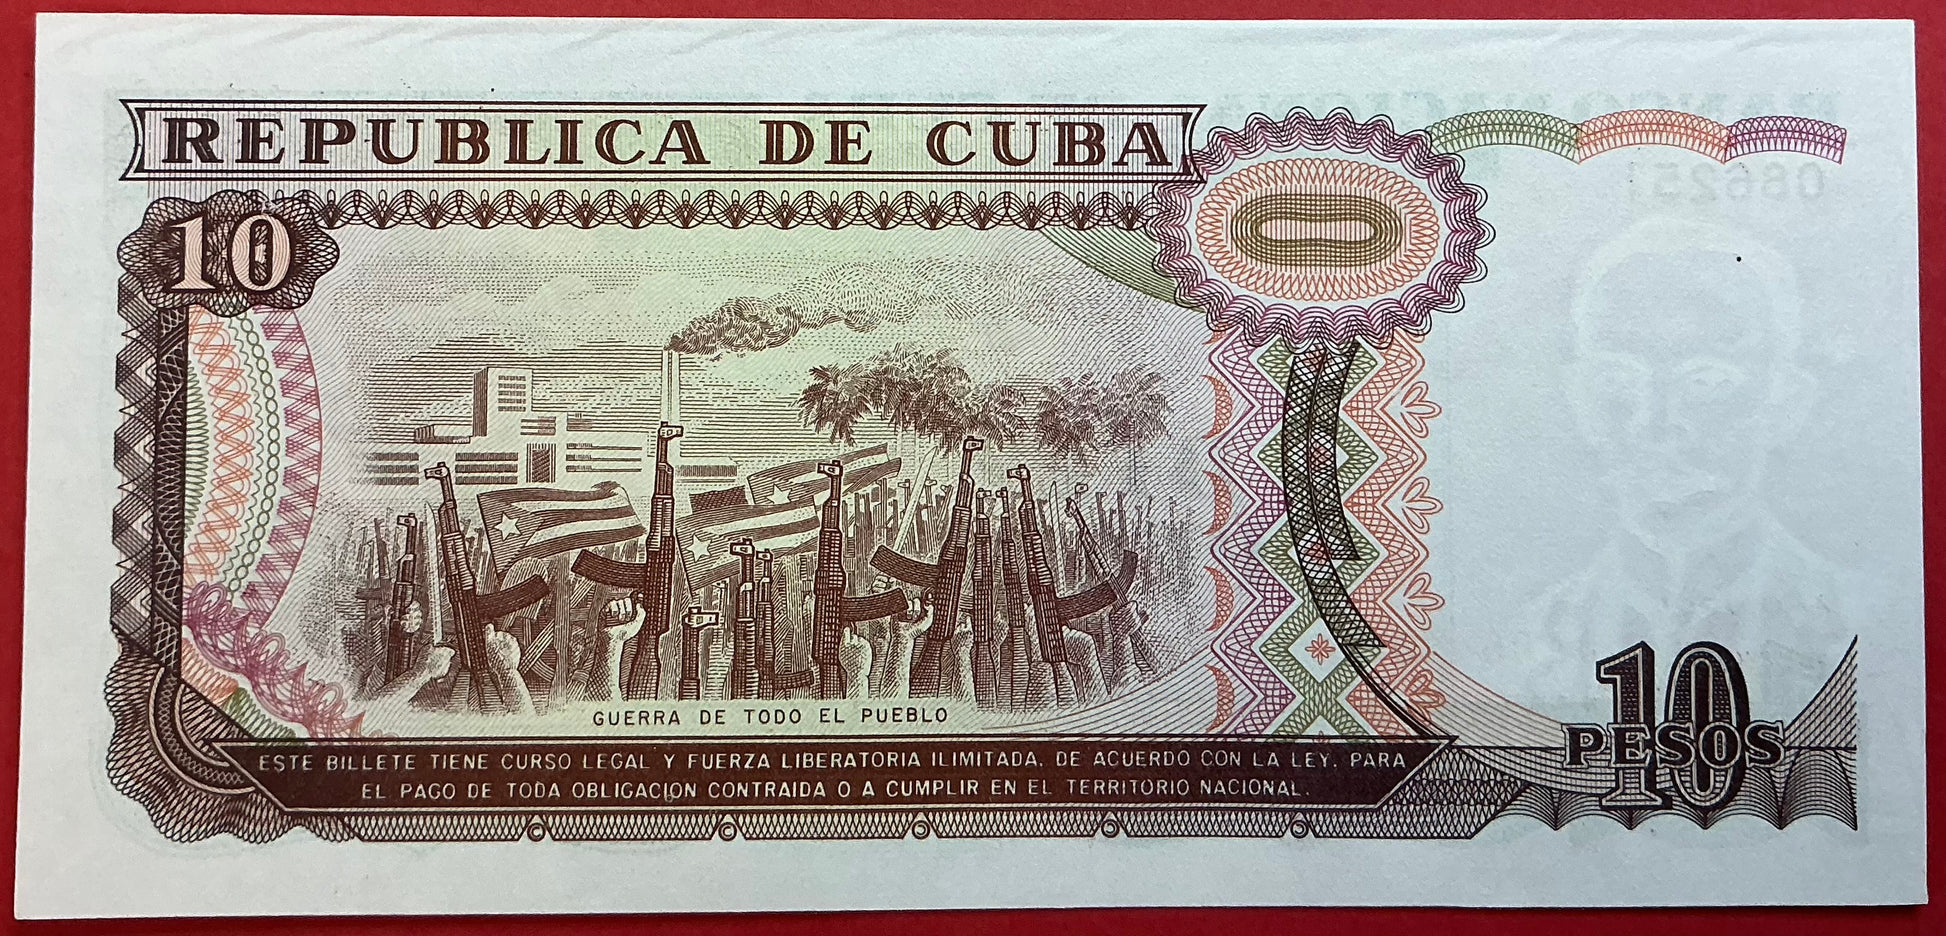 REPUBLICA DE CUBA
10
086251
GUERRA DE TODO EL PUEBLO
ESTE BILLETE TIENE CURSO LEGAL Y FUERZA LIBERATORIA ILIMITADA, DE ACUERDO CON LA LEY, PARA
EL PAGO DE TODA OBLIGACION CONTRAIDA O A CUMPLIR EN EL TERRITORIO NACIONAL.
10
PESOS